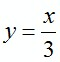 y = x/3